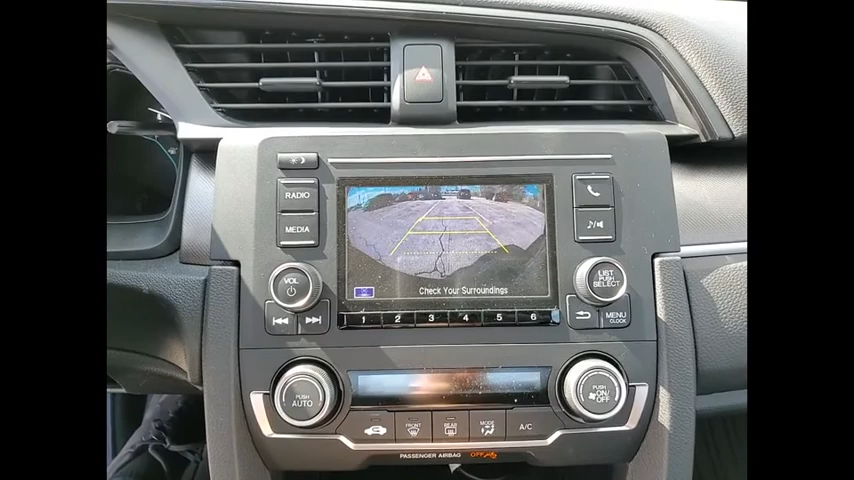 RADIO
MEDIA
VOL
LIST
PUSH
SELECT
Check Your Surroundings
1 2 3 4 5 6
MENU
CLOCK
PUSH
AUTO
PUSH
ON/
OFF
FRONT
REAR
MODE
A/C
PASSENGER AIRBAG OFF